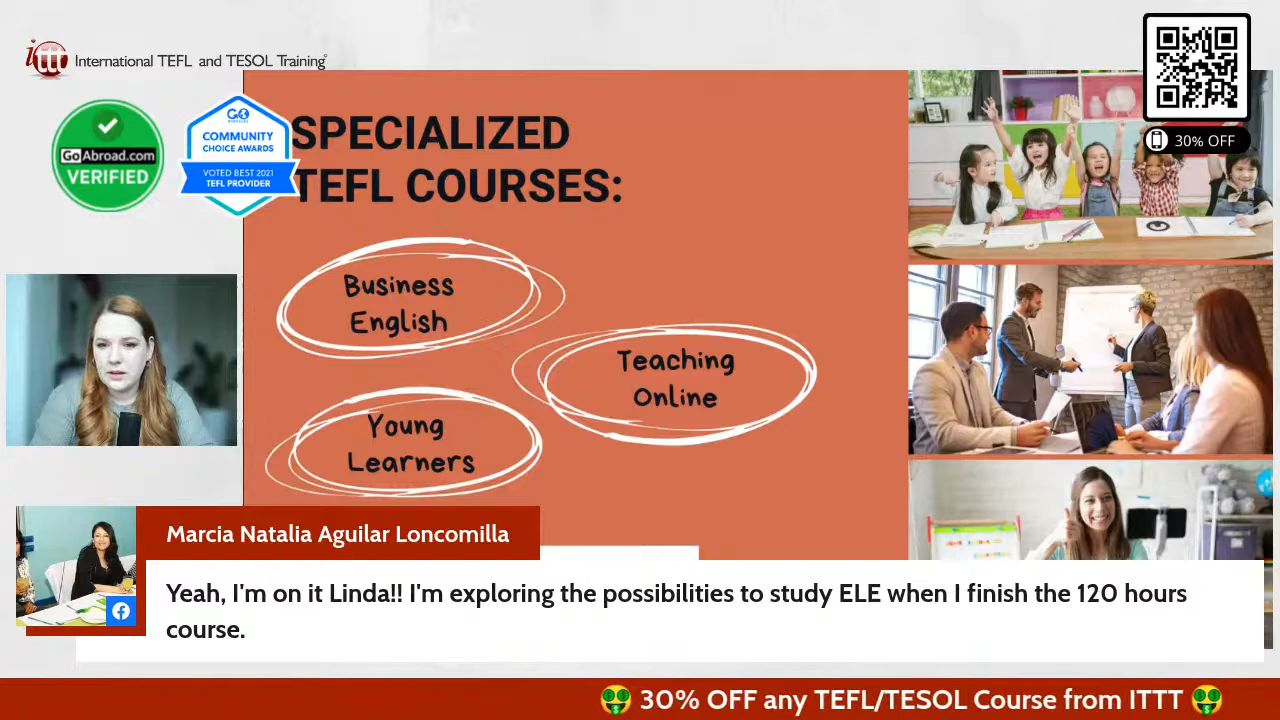 ittt International TEFL and TESOL Training
30% OFF
GoAbroad.com
VERIFIED
GO
COMMUNITY
CHOICE AWARDS
VOTED BEST 2021
TEFL PROVIDER
SPECIALIZED
TEFL COURSES:
Business
English
Teaching
Online
Young
Learners
Marcia Natalia Aguilar Loncomilla
Yeah, I'm on it Linda!! I'm exploring the possibilities to study ELE when I finish the 120 hours
course.
🤑 30% OFF any TEFL/TESOL Course from ITTT 🤑